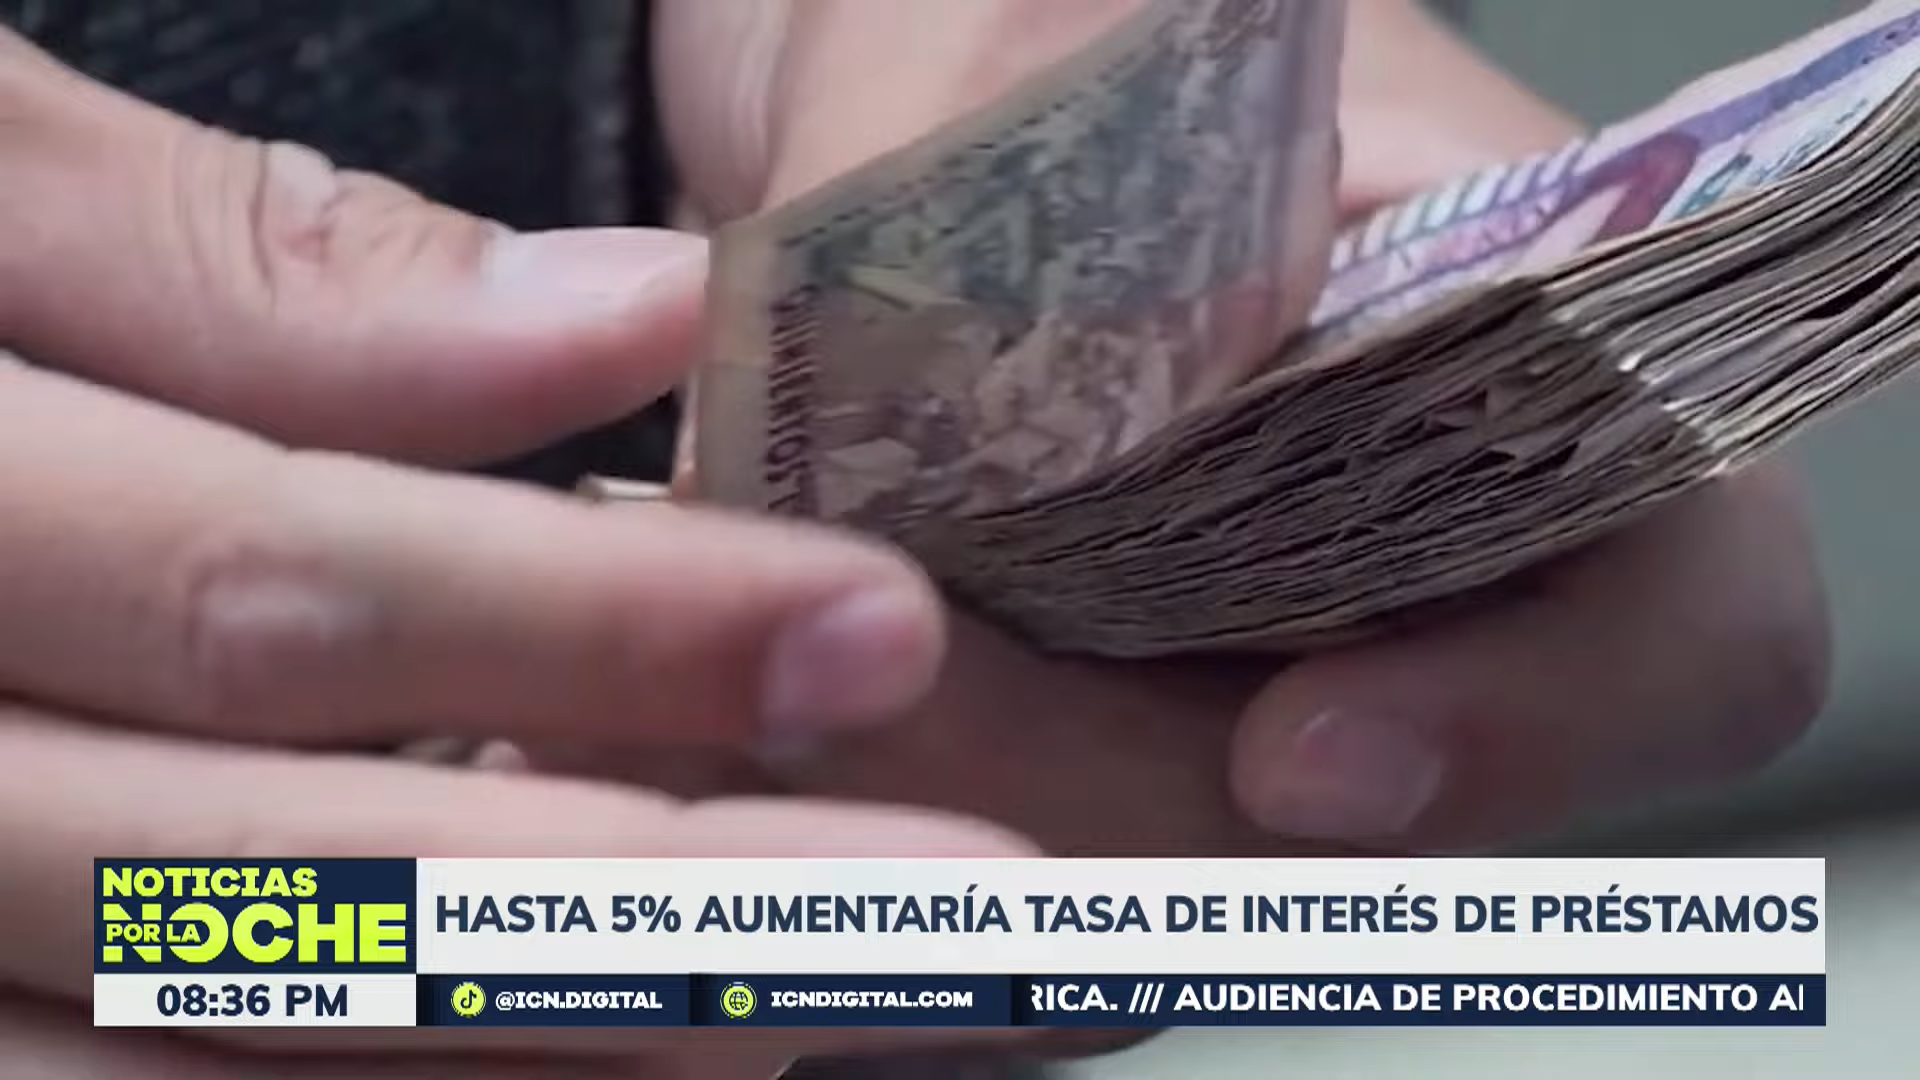 NOTICIAS
POR LA
NOCHE
HASTA 5% AUMENTARÍA TASA DE INTERÉS DE PRÉSTAMOS
08:36 PM
@ICN.DIGITAL
ICNDIGITAL.COM
RICA. /// AUDIENCIA DE PROCEDIMIENTO A